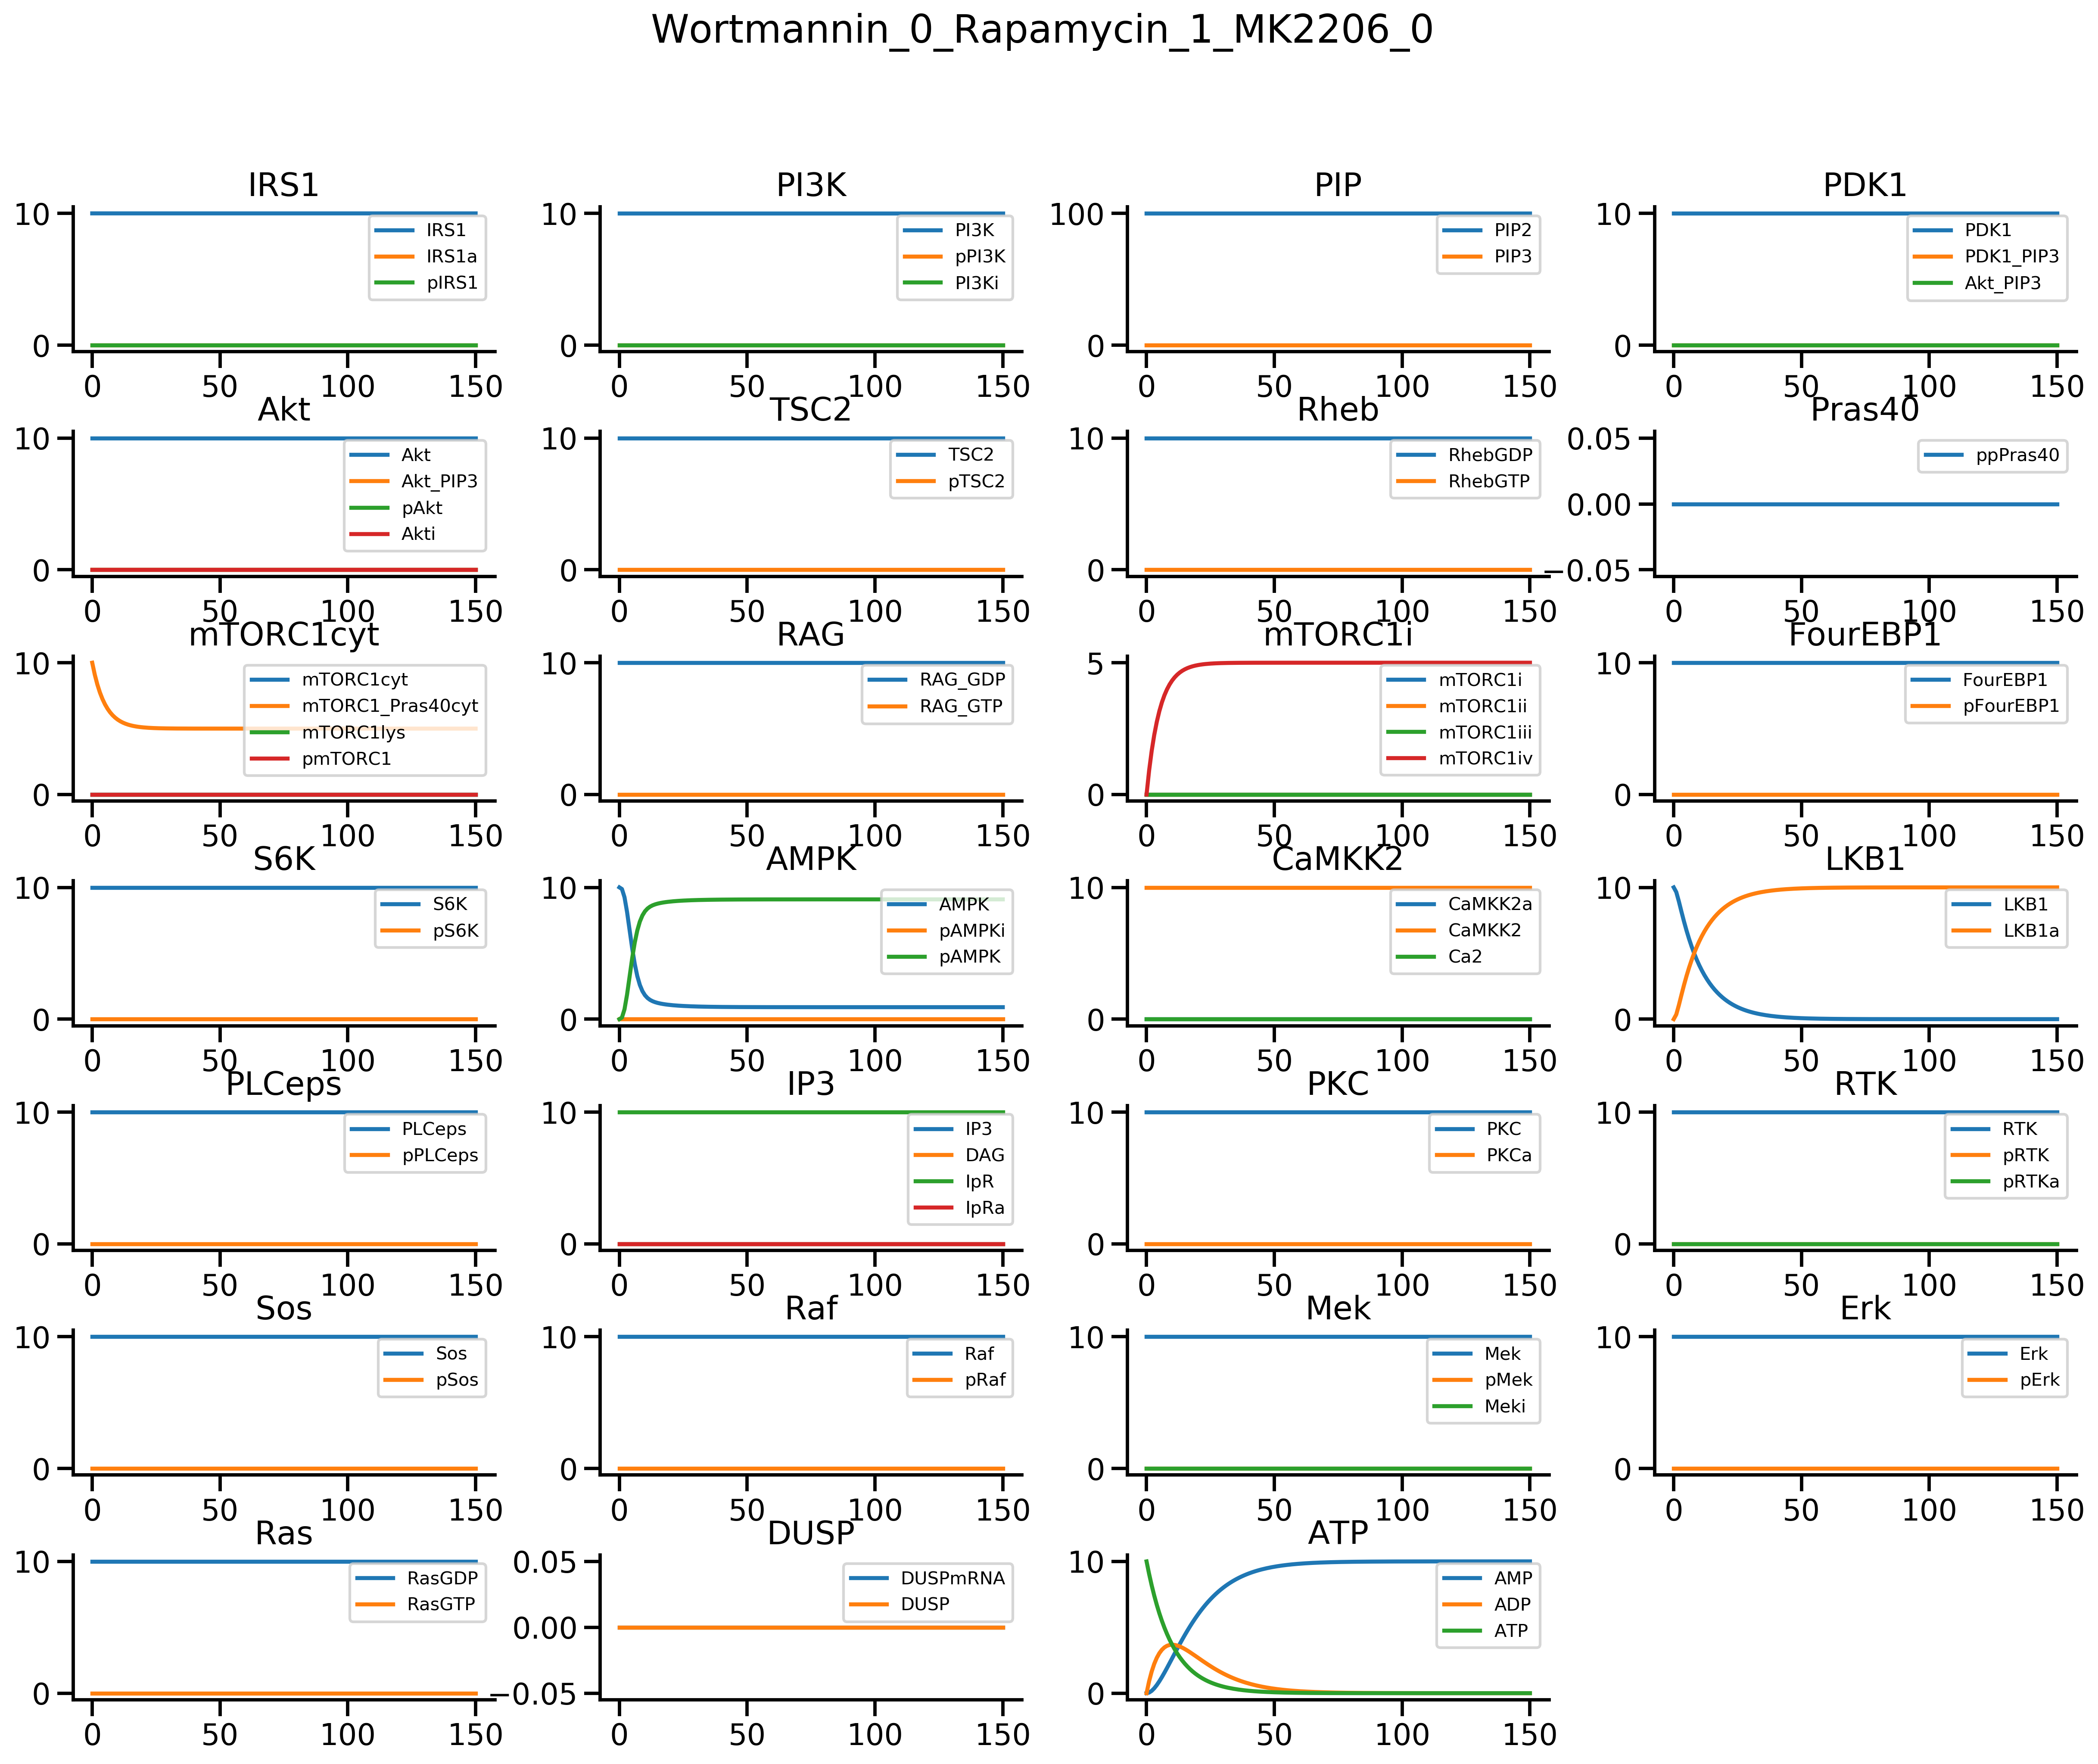 Wortmannin_0_Rapamycin_1_MK2206_0
IRS1
10
0
0 50 100 150
IRS1
IRS1a
pIRS1
PI3K
10
0
0 50 100 150
PI3K
pPI3K
PI3Ki
PIP
100
0
0 50 100 150
PIP2
PIP3
PDK1
10
0
0 50 100 150
PDK1
PDK1_PIP3
Akt_PIP3
Akt
10
0
0 50 100 150
Akt
Akt_PIP3
pAkt
Akti
TSC2
10
0
0 50 100 150
TSC2
pTSC2
Rheb
10
0
0 50 100 150
RhebGDP
RhebGTP
Pras40
0.05
0.00
−0.05
0 50 100 150
ppPras40
mTORC1cyt
10
0
0 50 100 150
mTORC1cyt
mTORC1_Pras40cyt
mTORC1lys
pmTORC1
RAG
10
0
0 50 100 150
RAG_GDP
RAG_GTP
mTORC1i
5
0
0 50 100 150
mTORC1i
mTORC1ii
mTORC1iii
mTORC1iv
FourEBP1
10
0
0 50 100 150
FourEBP1
pFourEBP1
S6K
10
0
0 50 100 150
S6K
pS6K
AMPK
10
0
0 50 100 150
AMPK
pAMPKi
pAMPK
CaMKK2
10
0
0 50 100 150
CaMKK2a
CaMKK2
Ca2
LKB1
10
0
0 50 100 150
LKB1
LKB1a
PLCeps
10
0
0 50 100 150
PLCeps
pPLCeps
IP3
10
0
0 50 100 150
IP3
DAG
IpR
IpRa
PKC
10
0
0 50 100 150
PKC
PKCa
RTK
10
0
0 50 100 150
RTK
pRTK
pRTKa
Sos
10
0
0 50 100 150
Sos
pSos
Raf
10
0
0 50 100 150
Raf
pRaf
Mek
10
0
0 50 100 150
Mek
pMek
Meki
Erk
10
0
0 50 100 150
Erk
pErk
Ras
10
0
0 50 100 150
RasGDP
RasGTP
DUSP
0.05
0.00
−0.05
0 50 100 150
DUSPmRNA
DUSP
ATP
10
0
0 50 100 150
AMP
ADP
ATP